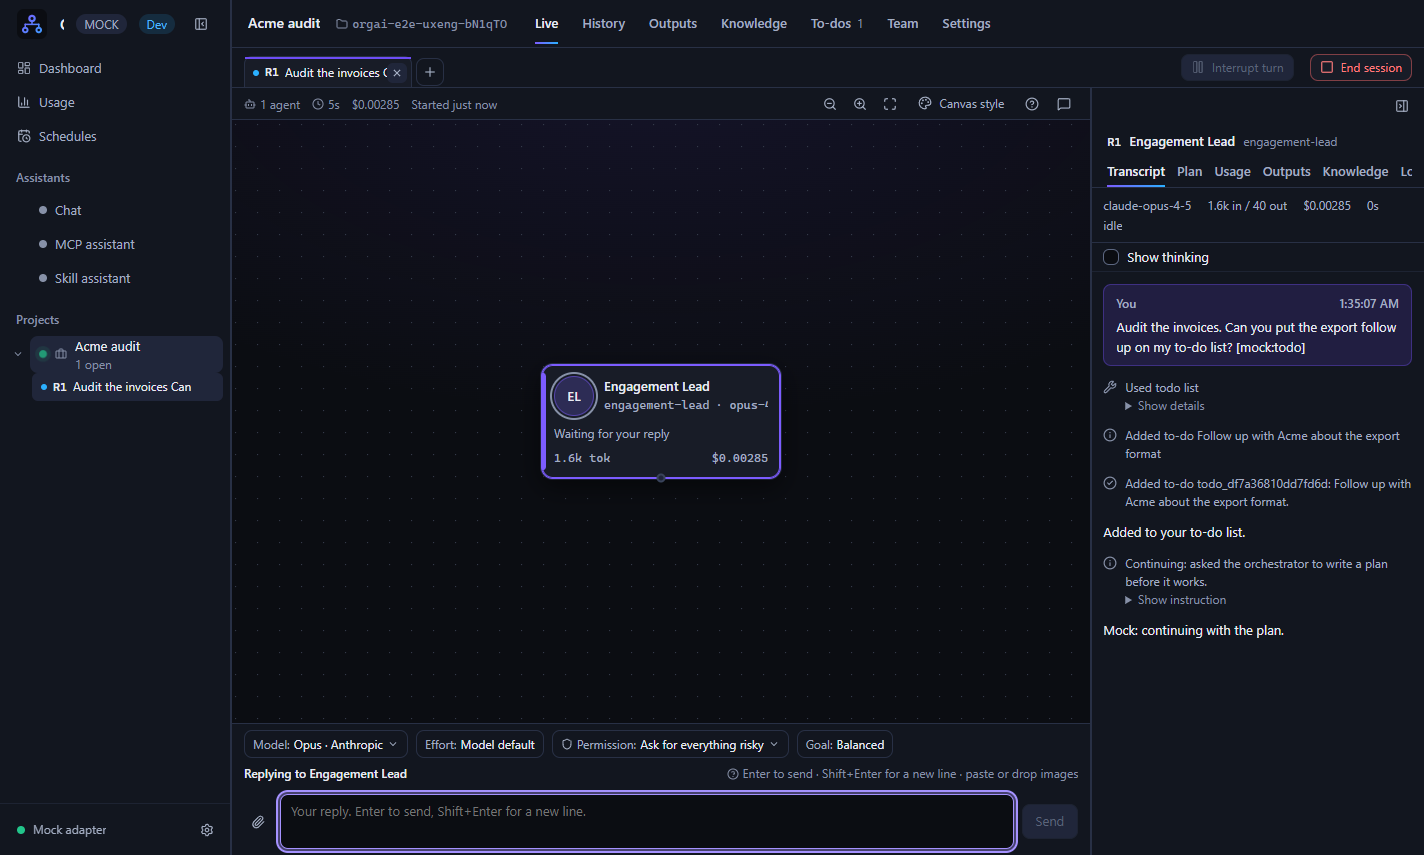 MOCK
Dev
Dashboard
Usage
Schedules
Assistants
Chat
MCP assistant
Skill assistant
Projects
Acme audit
1 open
R1 Audit the invoices Can
Mock adapter
Acme audit
orgai-e2e-uxeng-bN1qTO
Live
History
Outputs
Knowledge
To-dos 1
Team
Settings
R1 Audit the invoices
Interrupt turn
End session
1 agent
5s
$0.00285
Started just now
Canvas style
EL
Engagement Lead
engagement-lead · opus-
Waiting for your reply
1.6k tok
$0.00285
Model: Opus · Anthropic
Effort: Model default
Permission: Ask for everything risky
Goal: Balanced
Replying to Engagement Lead
Enter to send · Shift+Enter for a new line · paste or drop images
Your reply. Enter to send, Shift+Enter for a new line.
Send
R1 Engagement Lead engagement-lead
Transcript
Plan
Usage
Outputs
Knowledge
Lo
claude-opus-4-5
1.6k in / 40 out
$0.00285
0s
idle
Show thinking
You
1:35:07 AM
Audit the invoices. Can you put the export follow
up on my to-do list? [mock:todo]
Used todo list
Show details
Added to-do Follow up with Acme about the export
format
Added to-do todo_df7a36810dd7fd6d: Follow up with
Acme about the export format.
Added to your to-do list.
Continuing: asked the orchestrator to write a plan
before it works.
Show instruction
Mock: continuing with the plan.